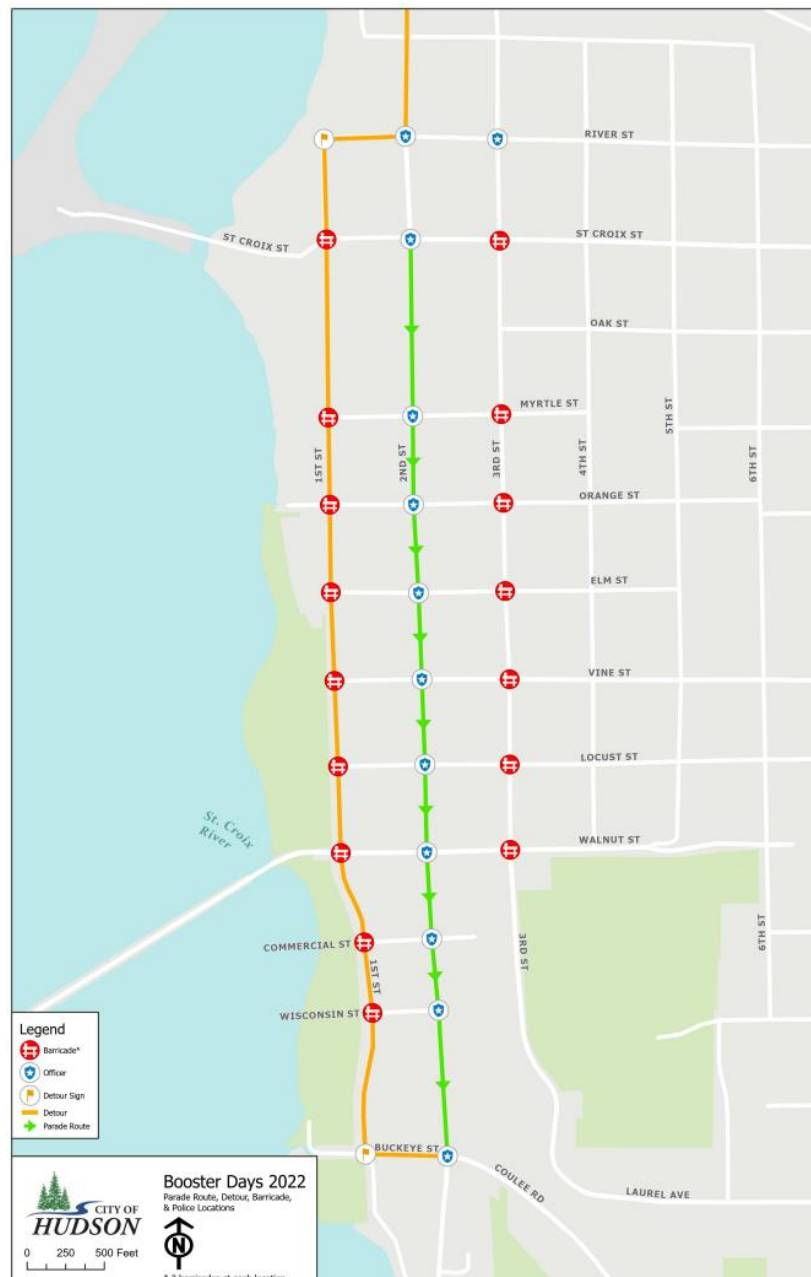 RIVER ST
ST CROIX ST
ST CROIX ST
OAK ST
MYRTLE ST
1ST ST
2ND ST
3RD ST
4TH ST
5TH ST
6TH ST
ORANGE ST
ELM ST
VINE ST
LOCUST ST
St. Croix
River
WALNUT ST
COMMERCIAL ST
1ST ST
3RD ST
6TH ST
WISCONSIN ST
BUCKEYE ST
COULEE RD
LAUREL AVE
Legend
Barricade*
Officer
Detour Sign
Detour
Parade Route
CITY OF
HUDSON
0 250 500 Feet
Booster Days 2022
Parade Route, Detour, Barricade,
& Police Locations
N